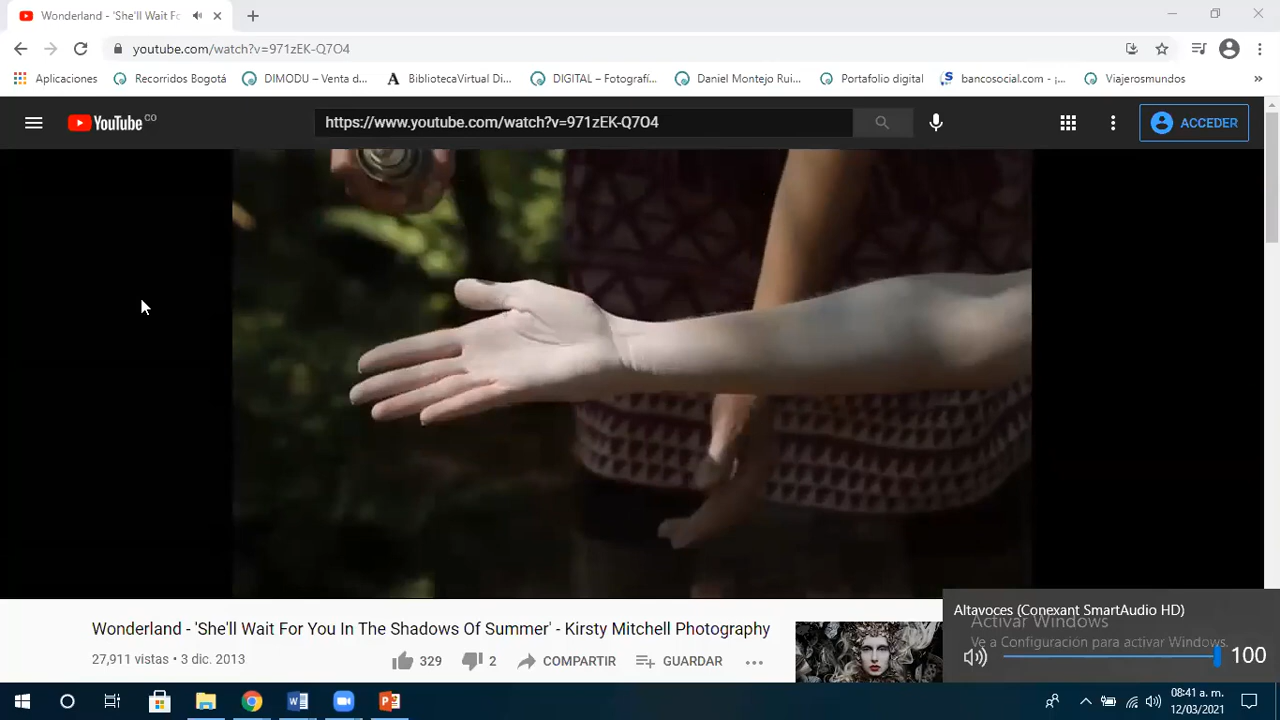 Wonderland - 'She'll Wait Fo
youtube.com/watch?v=971zEK-Q7O4
Aplicaciones
Recorridos Bogotá
DIMODU – Venta d...
BibliotecaVirtual Di...
DIGITAL – Fotografí...
Daniel Montejo Rui...
Portafolio digital
bancosocial.com - ¡...
Viajerosmundos
»
YouTube CO
https://www.youtube.com/watch?v=971zEK-Q7O4
ACCEDER
Wonderland - 'She'll Wait For You In The Shadows Of Summer' - Kirsty Mitchell Photography
27,911 vistas • 3 dic. 2013
329
2
COMPARTIR
GUARDAR
Altavoces (Conexant SmartAudio HD)
Activar Windows
Ve a Configuración para activar Windows.
100
08:41 a. m.
12/03/2021